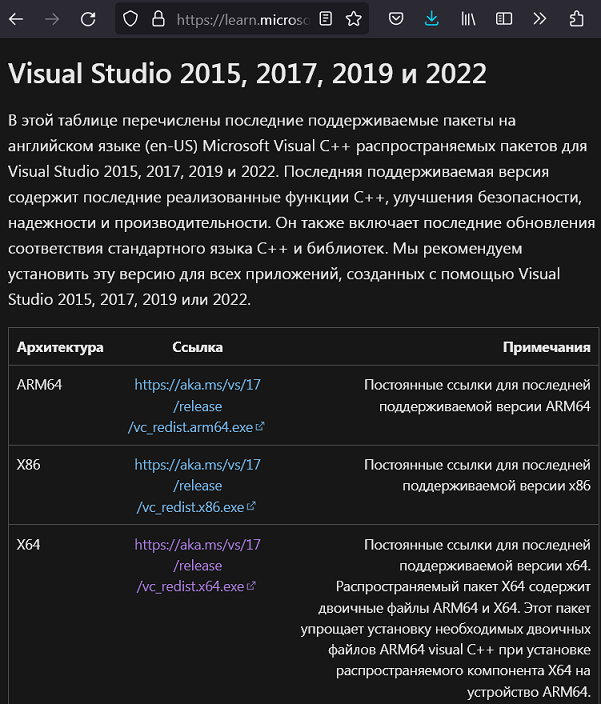 https://learn.micros
Visual Studio 2015, 2017, 2019 и 2022
В этой таблице перечислены последние поддерживаемые пакеты на
английском языке (en-US) Microsoft Visual C++ распространяемых пакетов для
Visual Studio 2015, 2017, 2019 и 2022. Последняя поддерживаемая версия
содержит последние реализованные функции C++, улучшения безопасности,
надежности и производительности. Он также включает последние обновления
соответствия стандартного языка C++ и библиотек. Мы рекомендуем
установить эту версию для всех приложений, созданных с помощью Visual
Studio 2015, 2017, 2019 или 2022.
Архитектура Ссылка Примечания
ARM64 https://aka.ms/vs/17 Постоянные ссылки для последней
/release поддерживаемой версии ARM64
/vc_redist.arm64.exe
X86 https://aka.ms/vs/17 Постоянные ссылки для последней
/release поддерживаемой версии x86
/vc_redist.x86.exe
X64 https://aka.ms/vs/17 Постоянные ссылки для последней
/release поддерживаемой версии x64.
/vc_redist.x64.exe Распространяемый пакет X64 содержит
двоичные файлы ARM64 и X64. Этот пакет
упрощает установку необходимых двоичных
файлов ARM64 visual C++ при установке
распространяемого компонента X64 на
устройство ARM64.